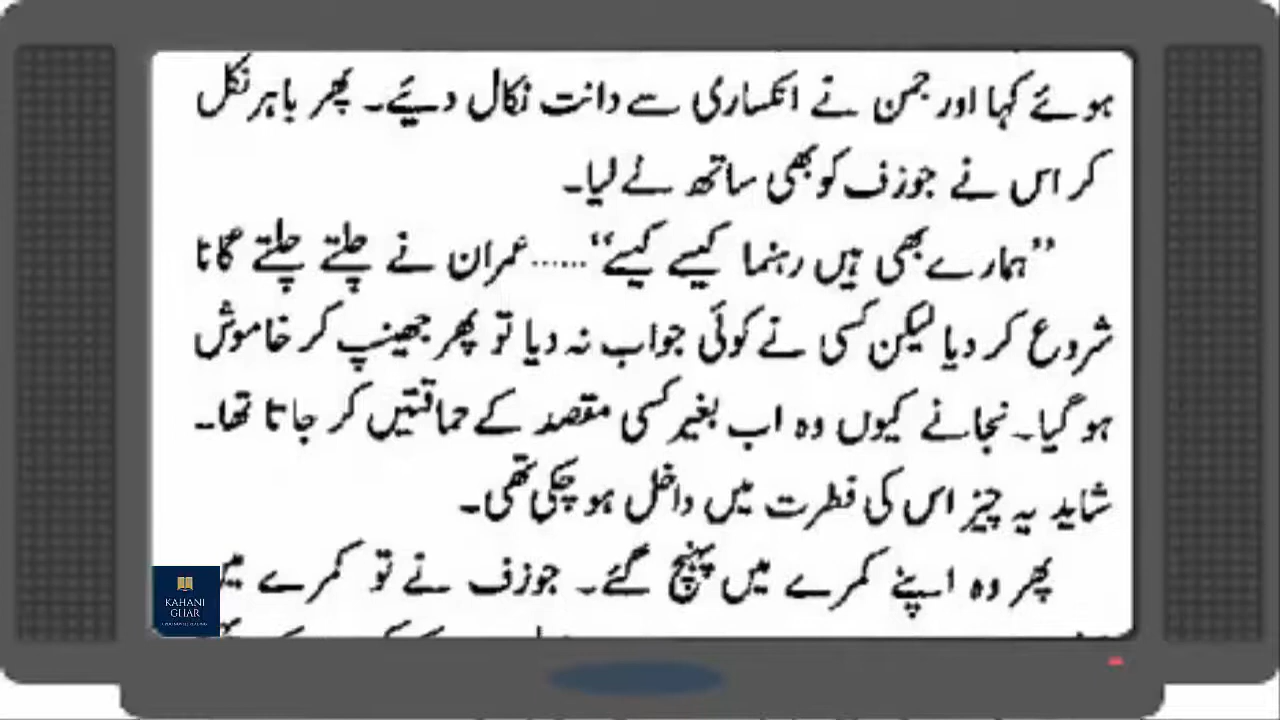 ہوئے کہا اور جمن نے انکساری سے دانت نکال دیئے۔ پھر باہر نکل
کر اس نے جوزف کو بھی ساتھ لے لیا۔
”ہمارے بھی ہیں رہنما کیسے کیسے“......عمران نے چلتے چلتے گانا
شروع کر دیا لیکن کسی نے کوئی جواب نہ دیا تو پھر جھینپ کر خاموش
ہو گیا۔ نجانے کیوں وہ اب بغیر کسی مقصد کے حماقتیں کر جاتا تھا۔
شاید یہ چیز اس کی فطرت میں داخل ہو چکی تھی۔
پھر وہ اپنے کمرے میں پہنچ گئے۔ جوزف نے تو کمرے میں
KAHANI
GHAR